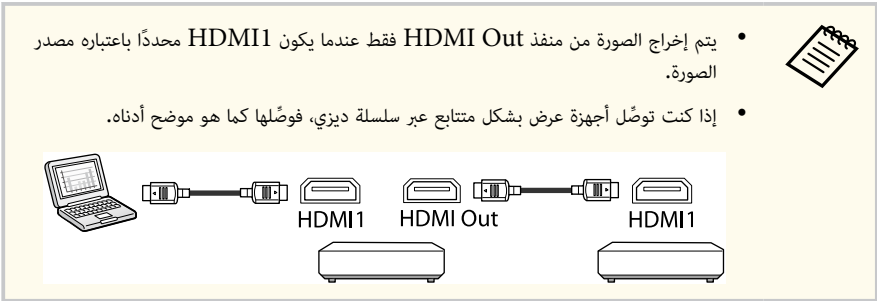 • يتم إخراج الصورة من منفذ HDMI Out فقط عندما يكون HDMI1 محددًا باعتباره مصدر
الصورة.
• إذا كنت توصِّل أجهزة عرض بشكل متتابع عبر سلسلة ديزي، فوصِّلها كما هو موضح أدناه.
HDMI1 HDMI Out HDMI1